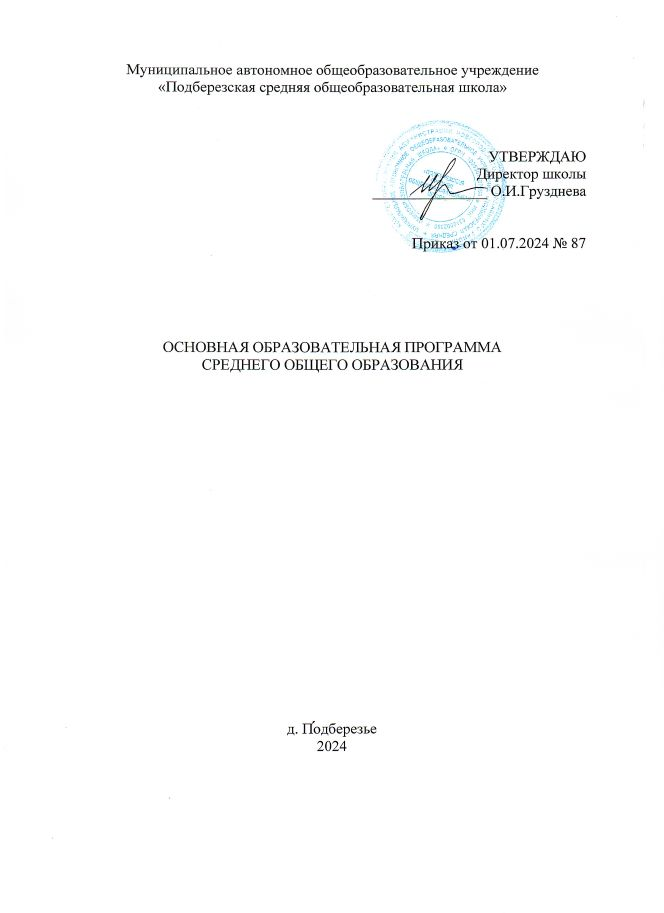 Муниципальное автономное общеобразовательное учреждение
«Подберезская средняя общеобразовательная школа»
УТВЕРЖДАЮ
Директор школы
О.И.Грузднева
Приказ от 01.07.2024 № 87
ОСНОВНАЯ ОБРАЗОВАТЕЛЬНАЯ ПРОГРАММА
СРЕДНЕГО ОБЩЕГО ОБРАЗОВАНИЯ
д. Подберезье
2024